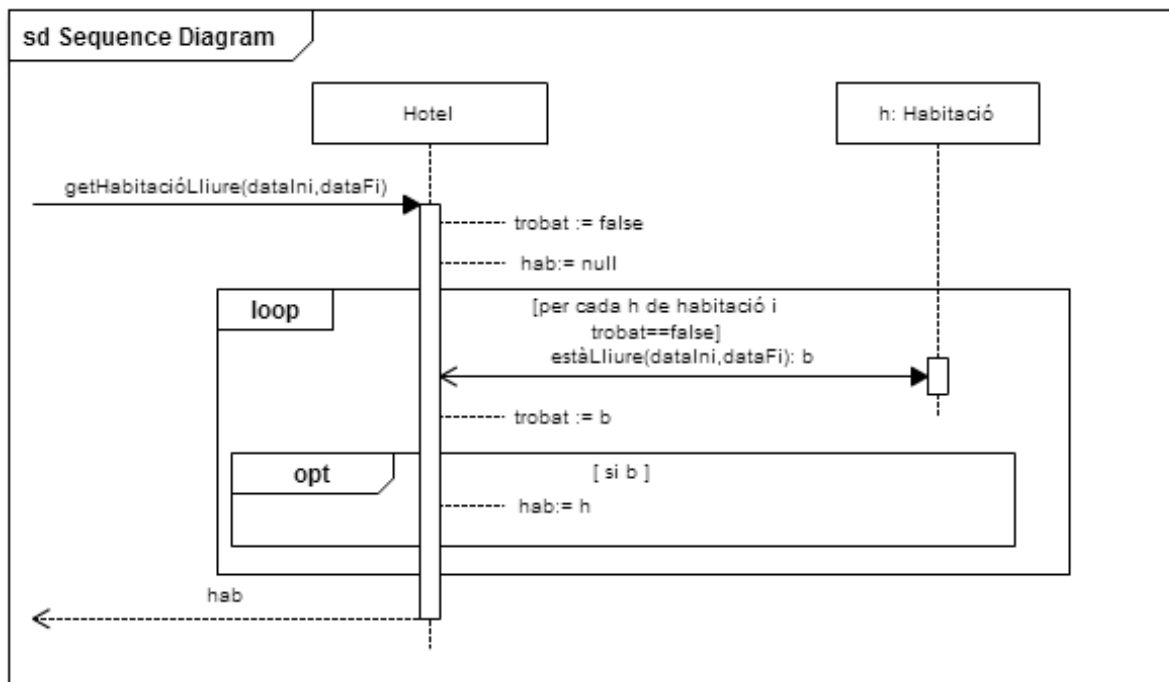 sd Sequence Diagram
Hotel
h: Habitació
getHabitacióLliure(dataIni,dataFi)
trobat := false
hab:= null
loop
[per cada h de habitació i
trobat==false]
estàLliure(dataIni,dataFi): b
trobat := b
opt
[ si b ]
hab:= h
hab